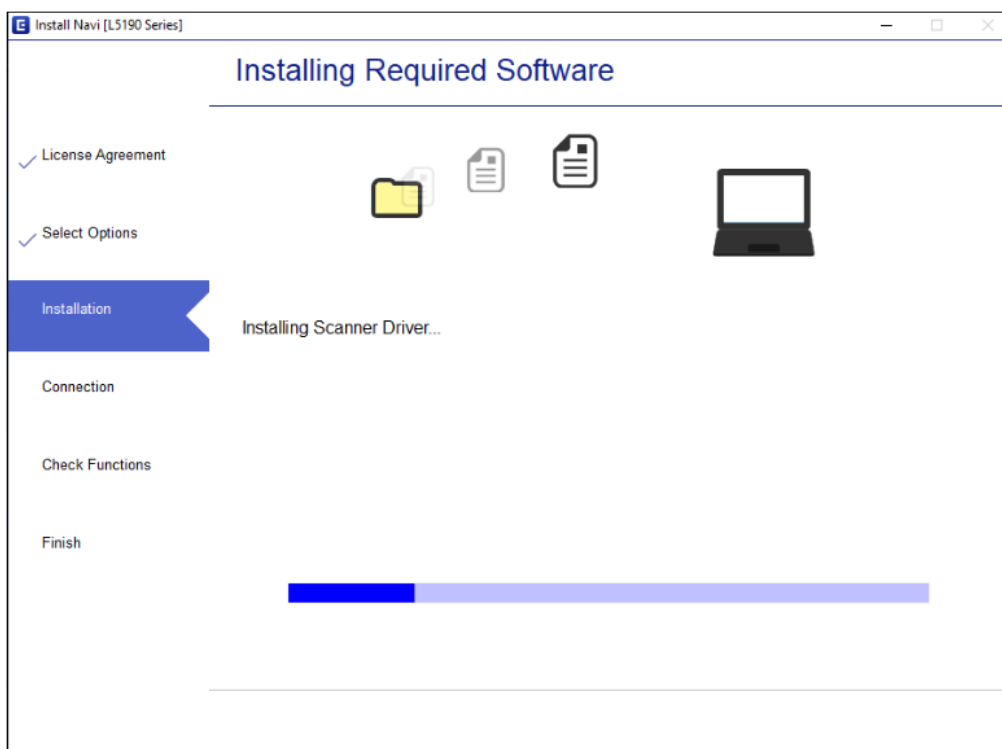 Install Navi [L5190 Series]
Installing Required Software
License Agreement
Select Options
Installation
Installing Scanner Driver...
Connection
Check Functions
Finish